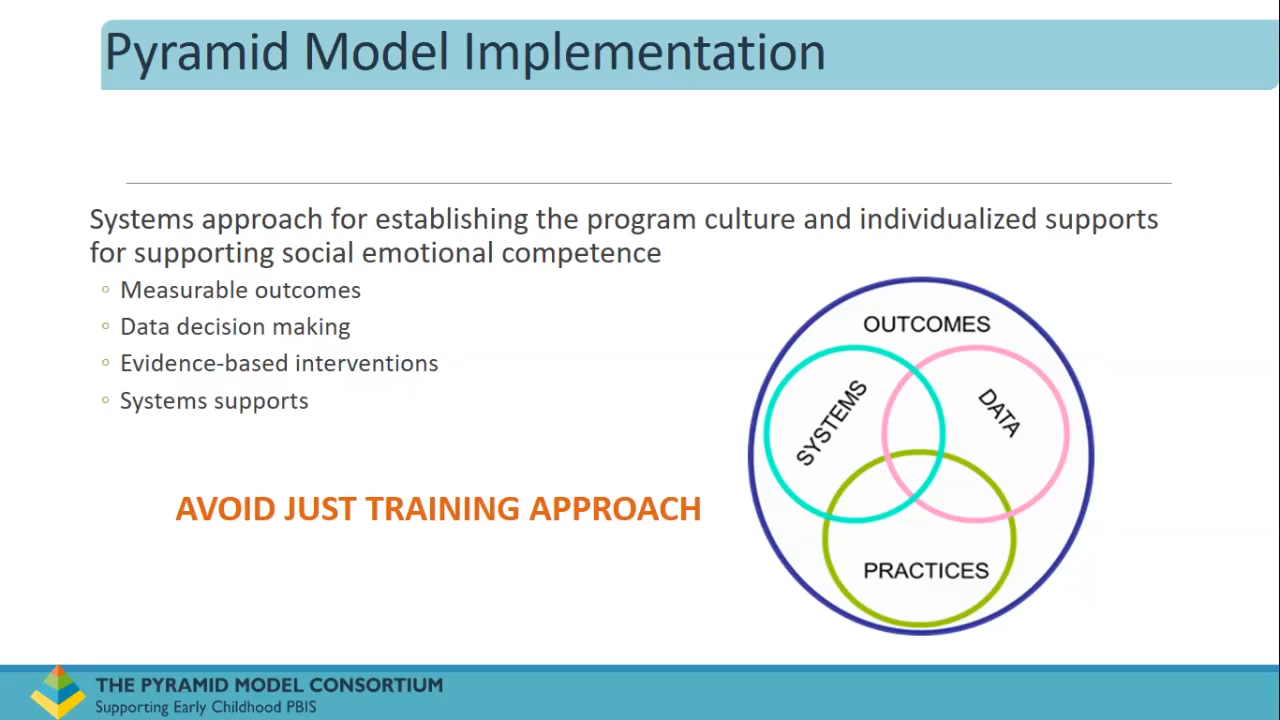 Pyramid Model Implementation
Systems approach for establishing the program culture and individualized supports
for supporting social emotional competence
◦ Measurable outcomes
◦ Data decision making
◦ Evidence-based interventions
◦ Systems supports
AVOID JUST TRAINING APPROACH
OUTCOMES
SYSTEMS
DATA
PRACTICES
THE PYRAMID MODEL CONSORTIUM
Supporting Early Childhood PBIS